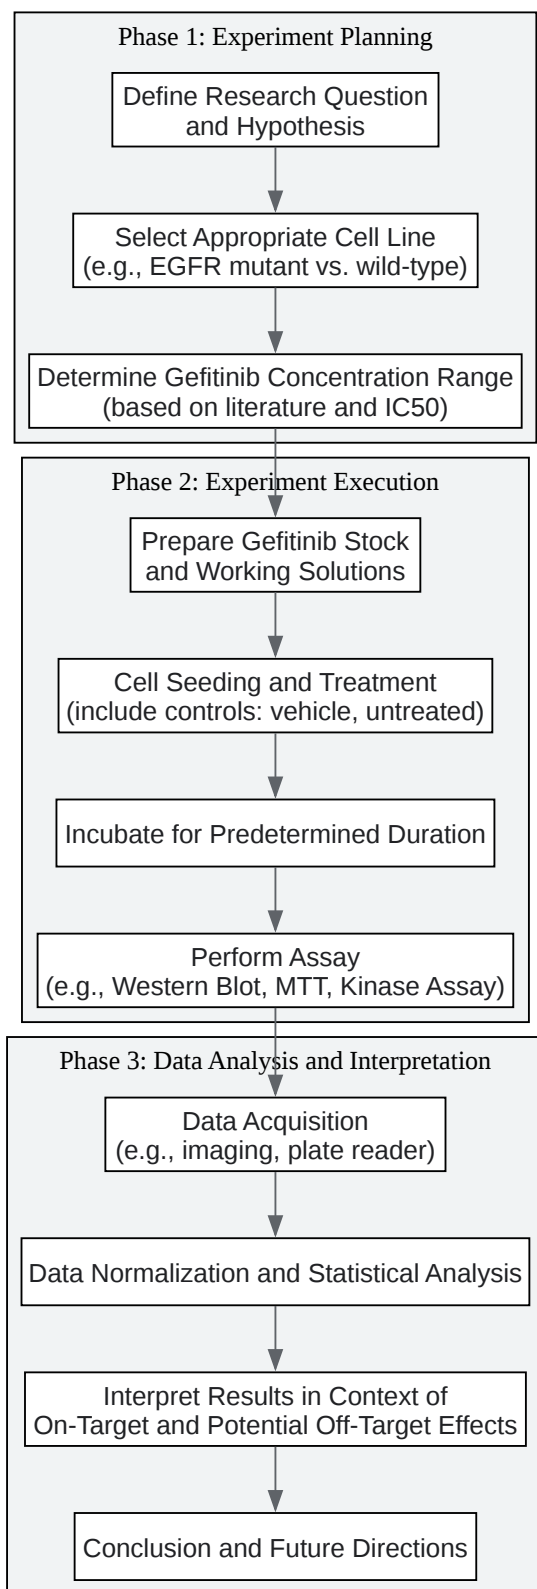 Phase 1: Experiment Planning
Define Research Question
and Hypothesis
Select Appropriate Cell Line
(e.g., EGFR mutant vs. wild-type)
Determine Gefitinib Concentration Range
(based on literature and IC50)
Phase 2: Experiment Execution
Prepare Gefitinib Stock
and Working Solutions
Cell Seeding and Treatment
(include controls: vehicle, untreated)
Incubate for Predetermined Duration
Perform Assay
(e.g., Western Blot, MTT, Kinase Assay)
Phase 3: Data Analysis and Interpretation
Data Acquisition
(e.g., imaging, plate reader)
Data Normalization and Statistical Analysis
Interpret Results in Context of
On-Target and Potential Off-Target Effects
Conclusion and Future Directions